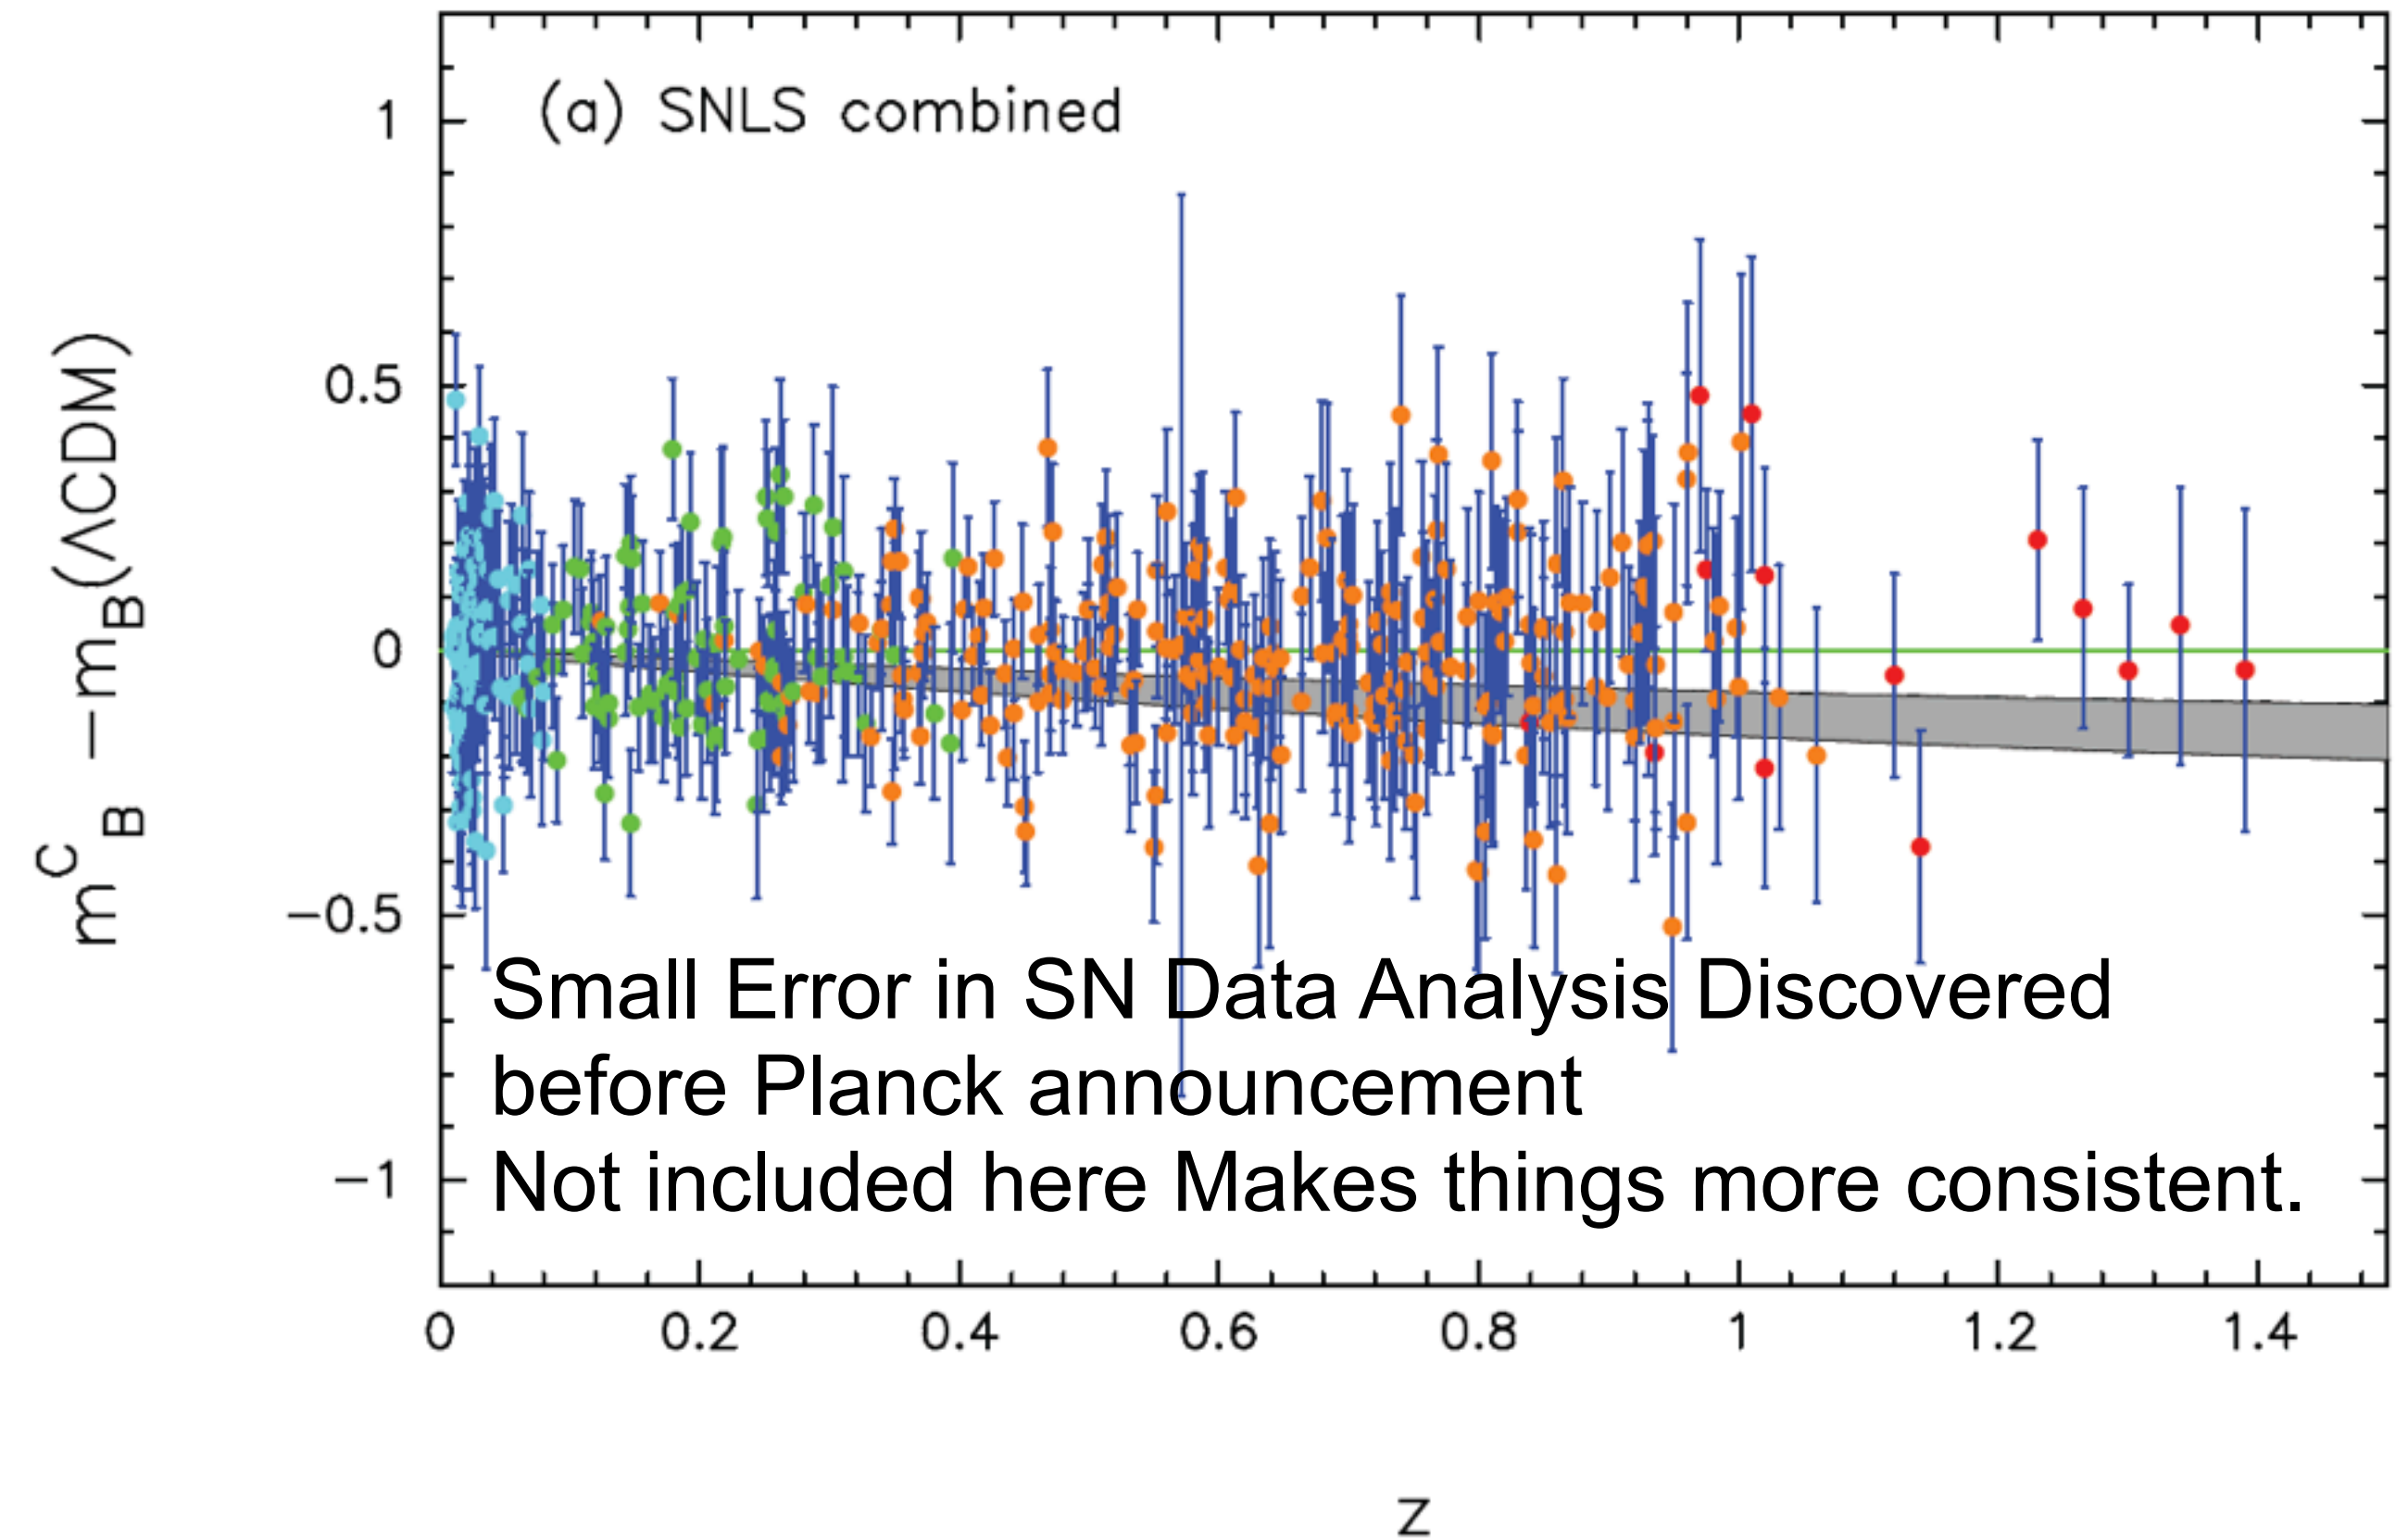 (a) SNLS combined
1
0.5
0
−0.5
−1
m^C_B −m_B(ΛCDM)
Small Error in SN Data Analysis Discovered
before Planck announcement
Not included here Makes things more consistent.
0 0.2 0.4 0.6 0.8 1 1.2 1.4
z